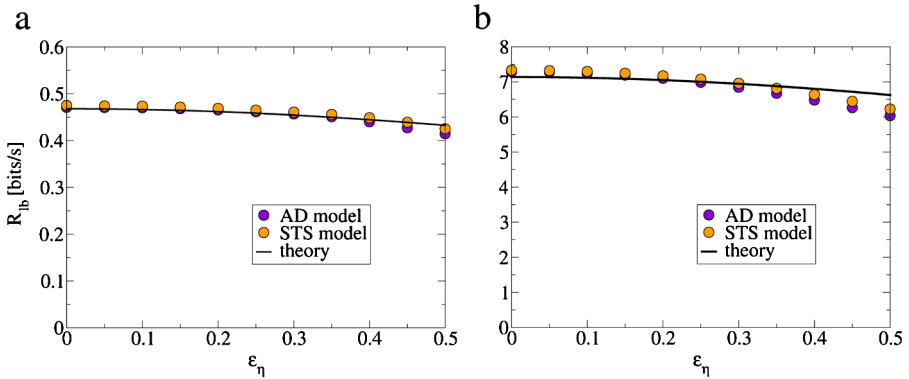 a
0.6
0.5
0.4
0.3
0.2
0.1
0
R_lb [bits/s]
AD model
STS model
theory
0 0.1 0.2 0.3 0.4 0.5
ε_η
b
8
7
6
5
4
3
2
1
0
AD model
STS model
theory
0 0.1 0.2 0.3 0.4 0.5
ε_η